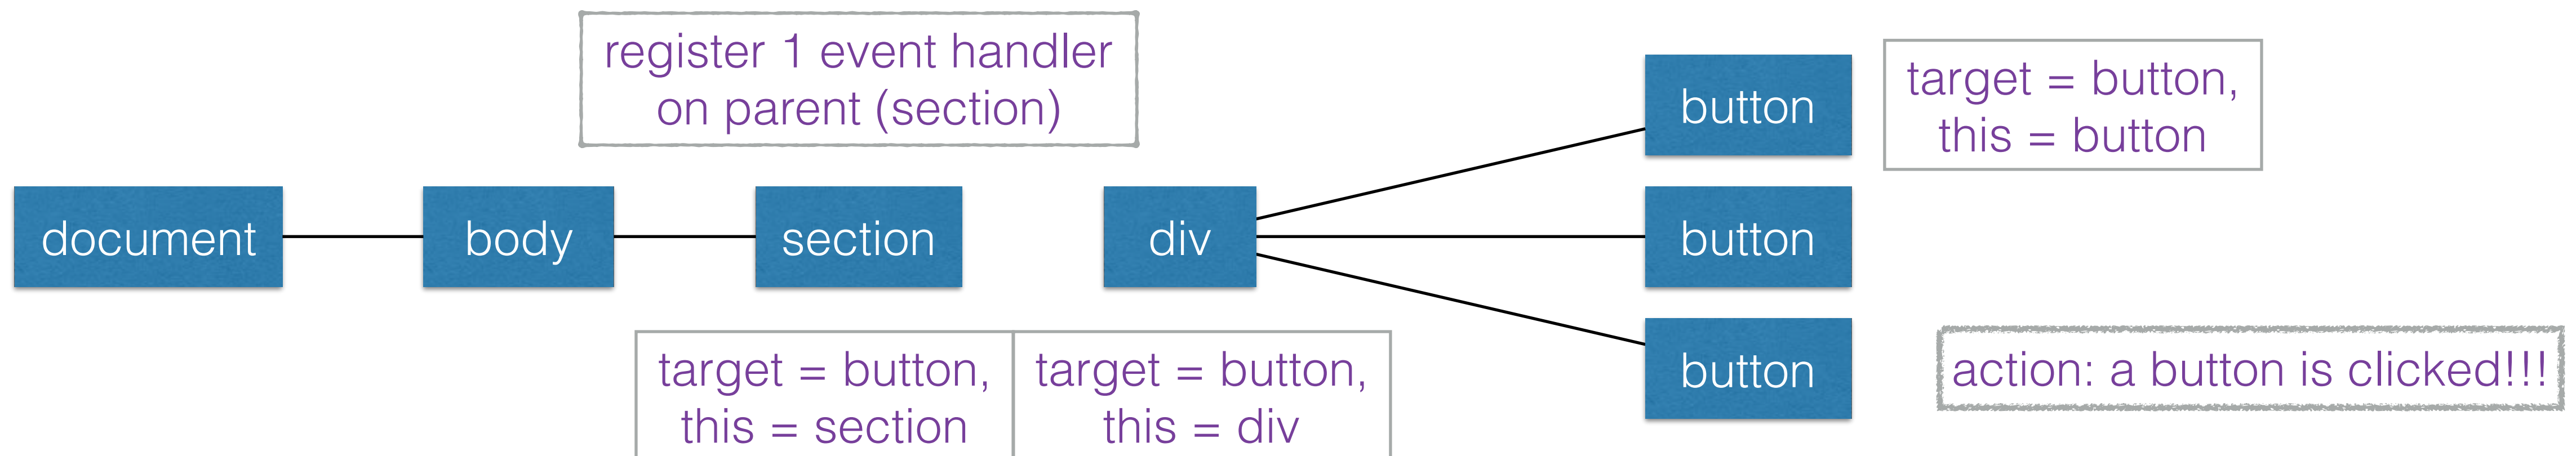 register 1 event handler
on parent (section)
button
target = button,
this = button
document
body
section
div
button
target = button,
this = section
target = button,
this = div
button
action: a button is clicked!!!